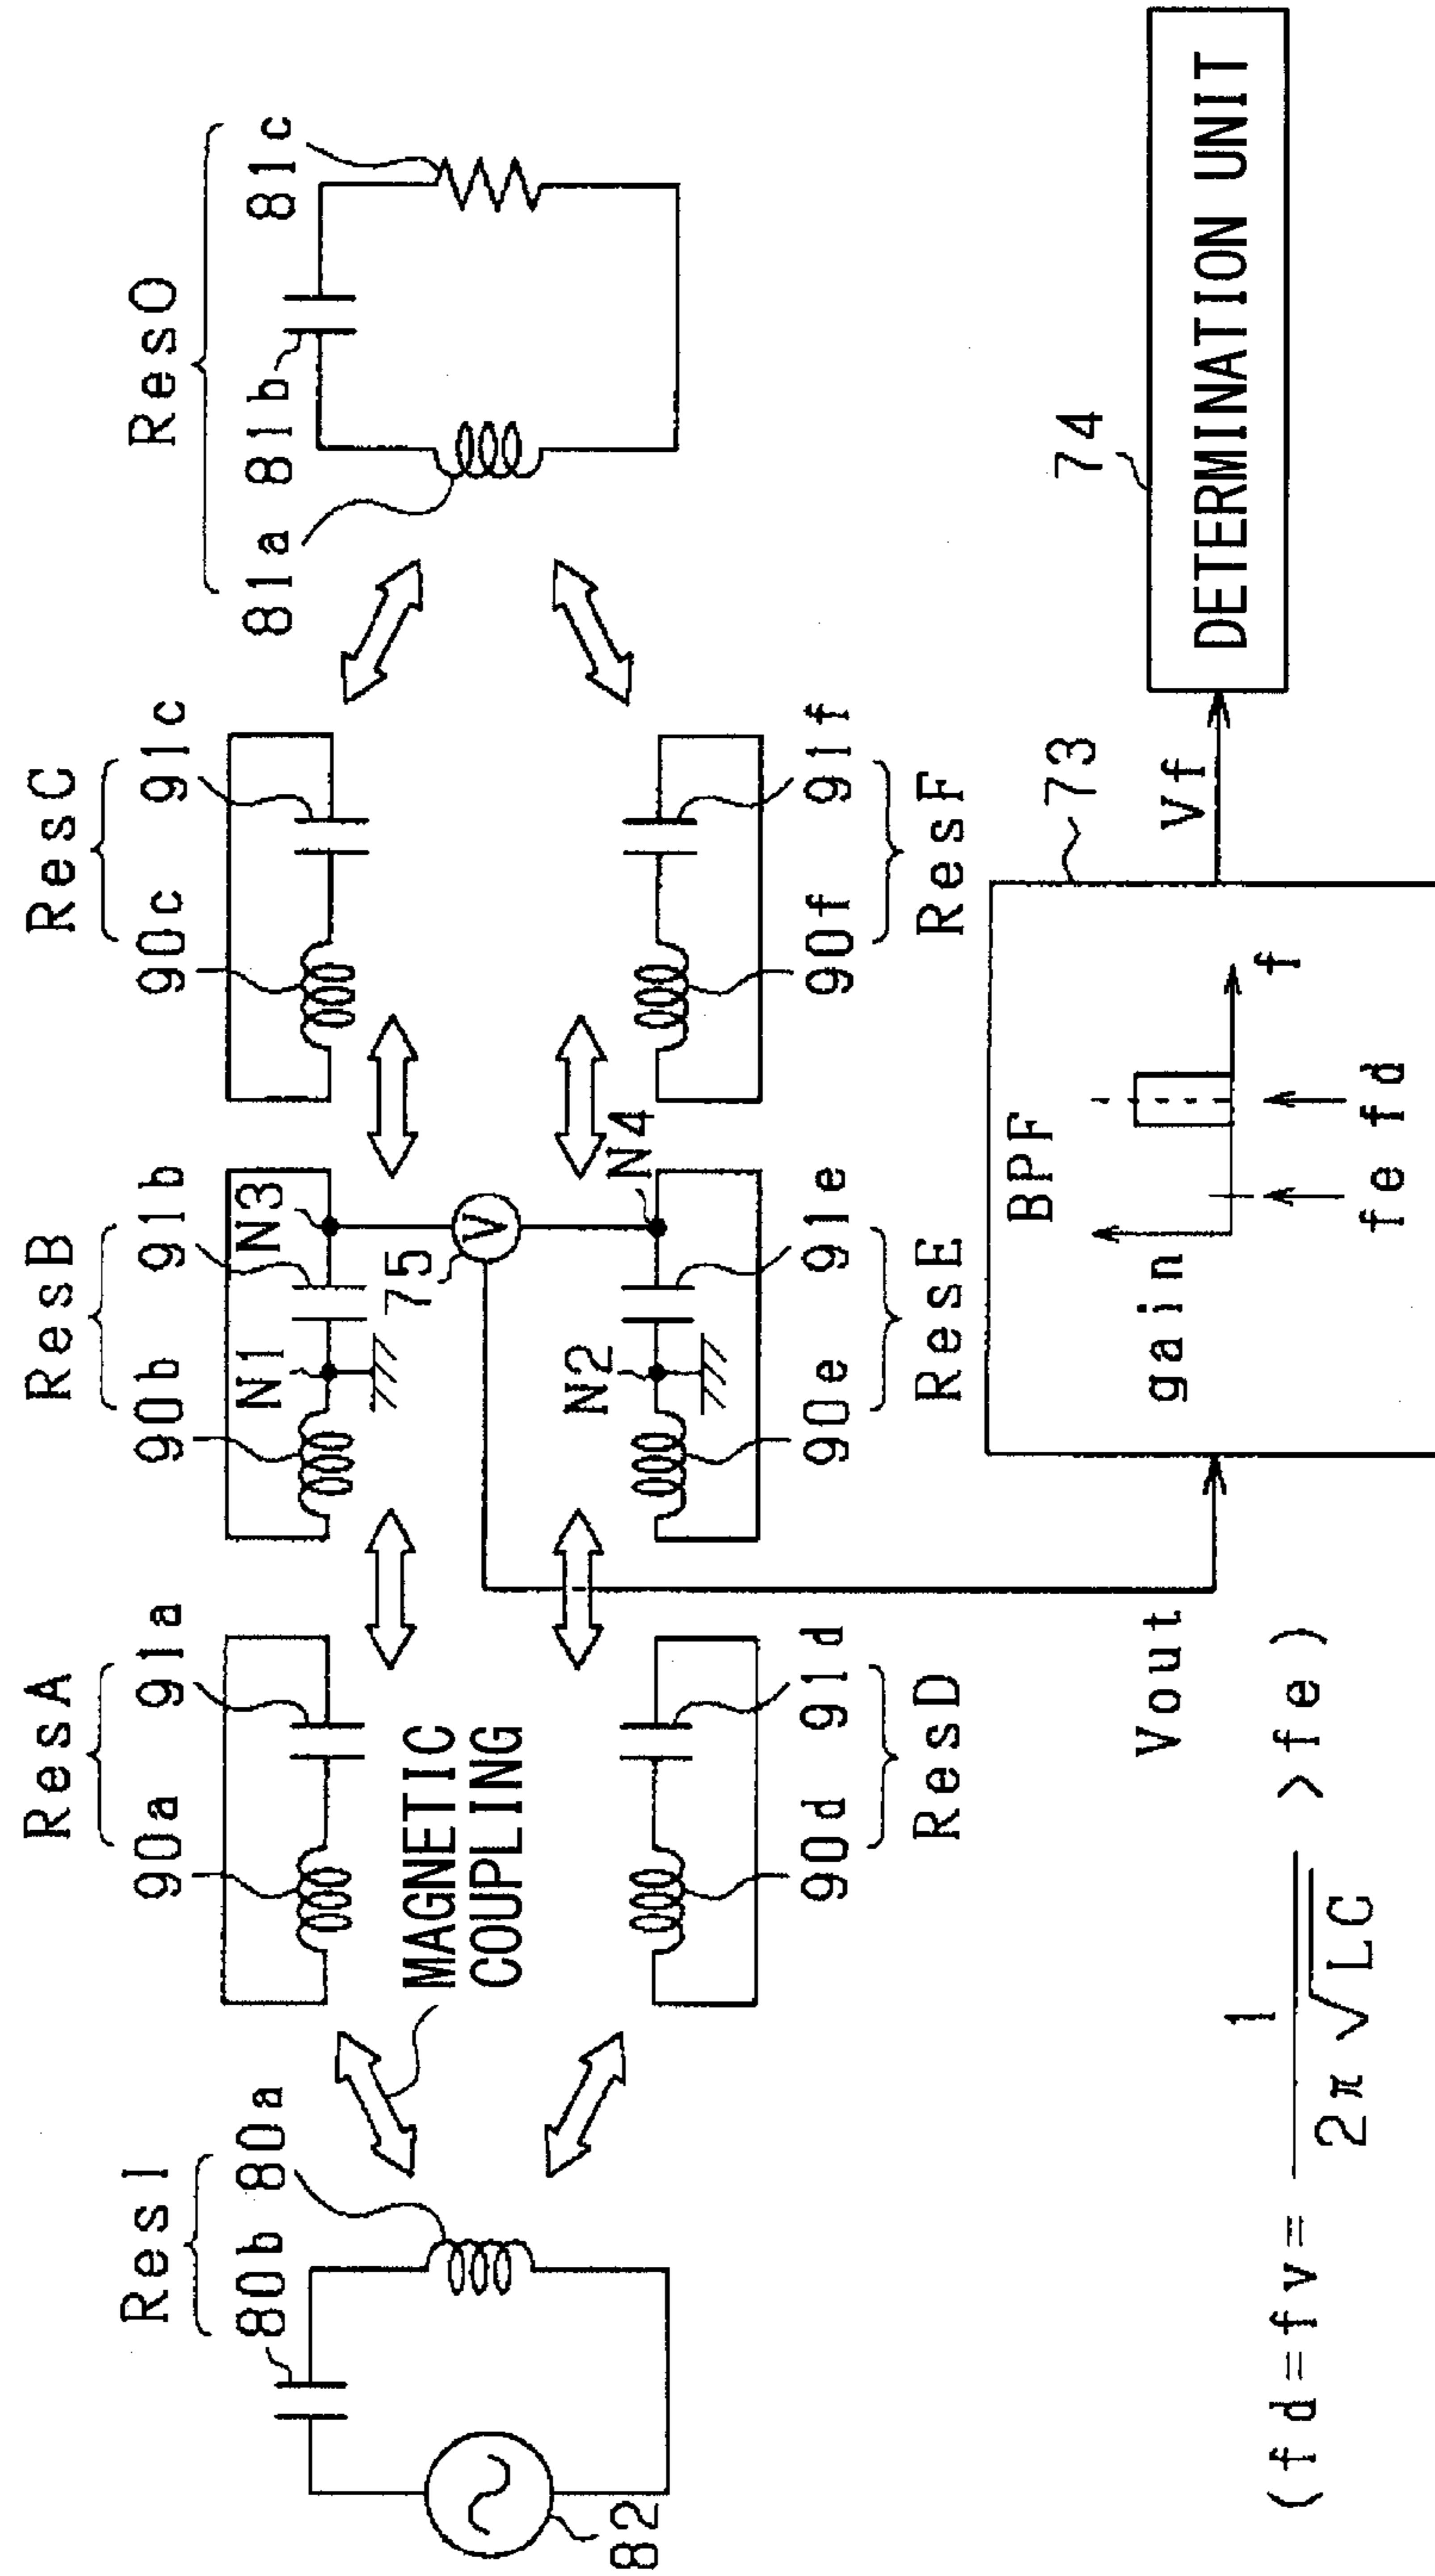 ResI
80b 80a
82
MAGNETIC
COUPLING
ResA
90a 91a
ResB
90b 91b
N1
N3
75
V
ResC
90c 91c
ResO
81a 81b 81c
N2
N4
90d 91d
ResD
90e 91e
ResE
90f 91f
ResF
Vout
BPF
gain
f
fe fd
73
Vf
74
DETERMINATION UNIT
(fd=fv= 1 >fe)
2π√LC